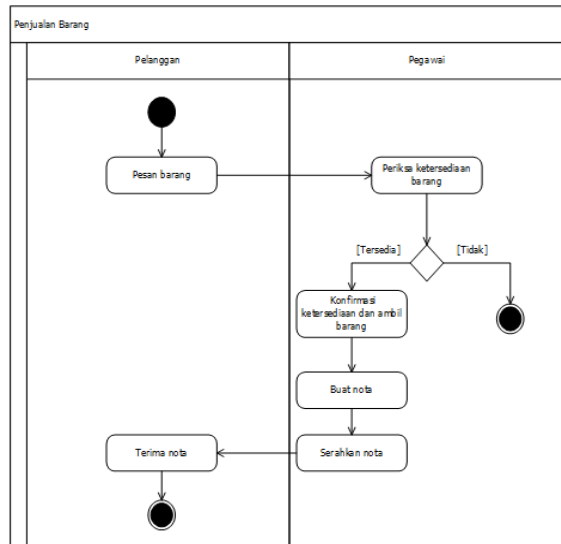 Penjualan Barang
Pelanggan
Pegawai
Pesan barang
Periksa ketersediaan
barang
[Tersedia]
[Tidak]
Konfirmasi
ketersediaan dan ambil
barang
Buat nota
Terima nota
Serahkan nota